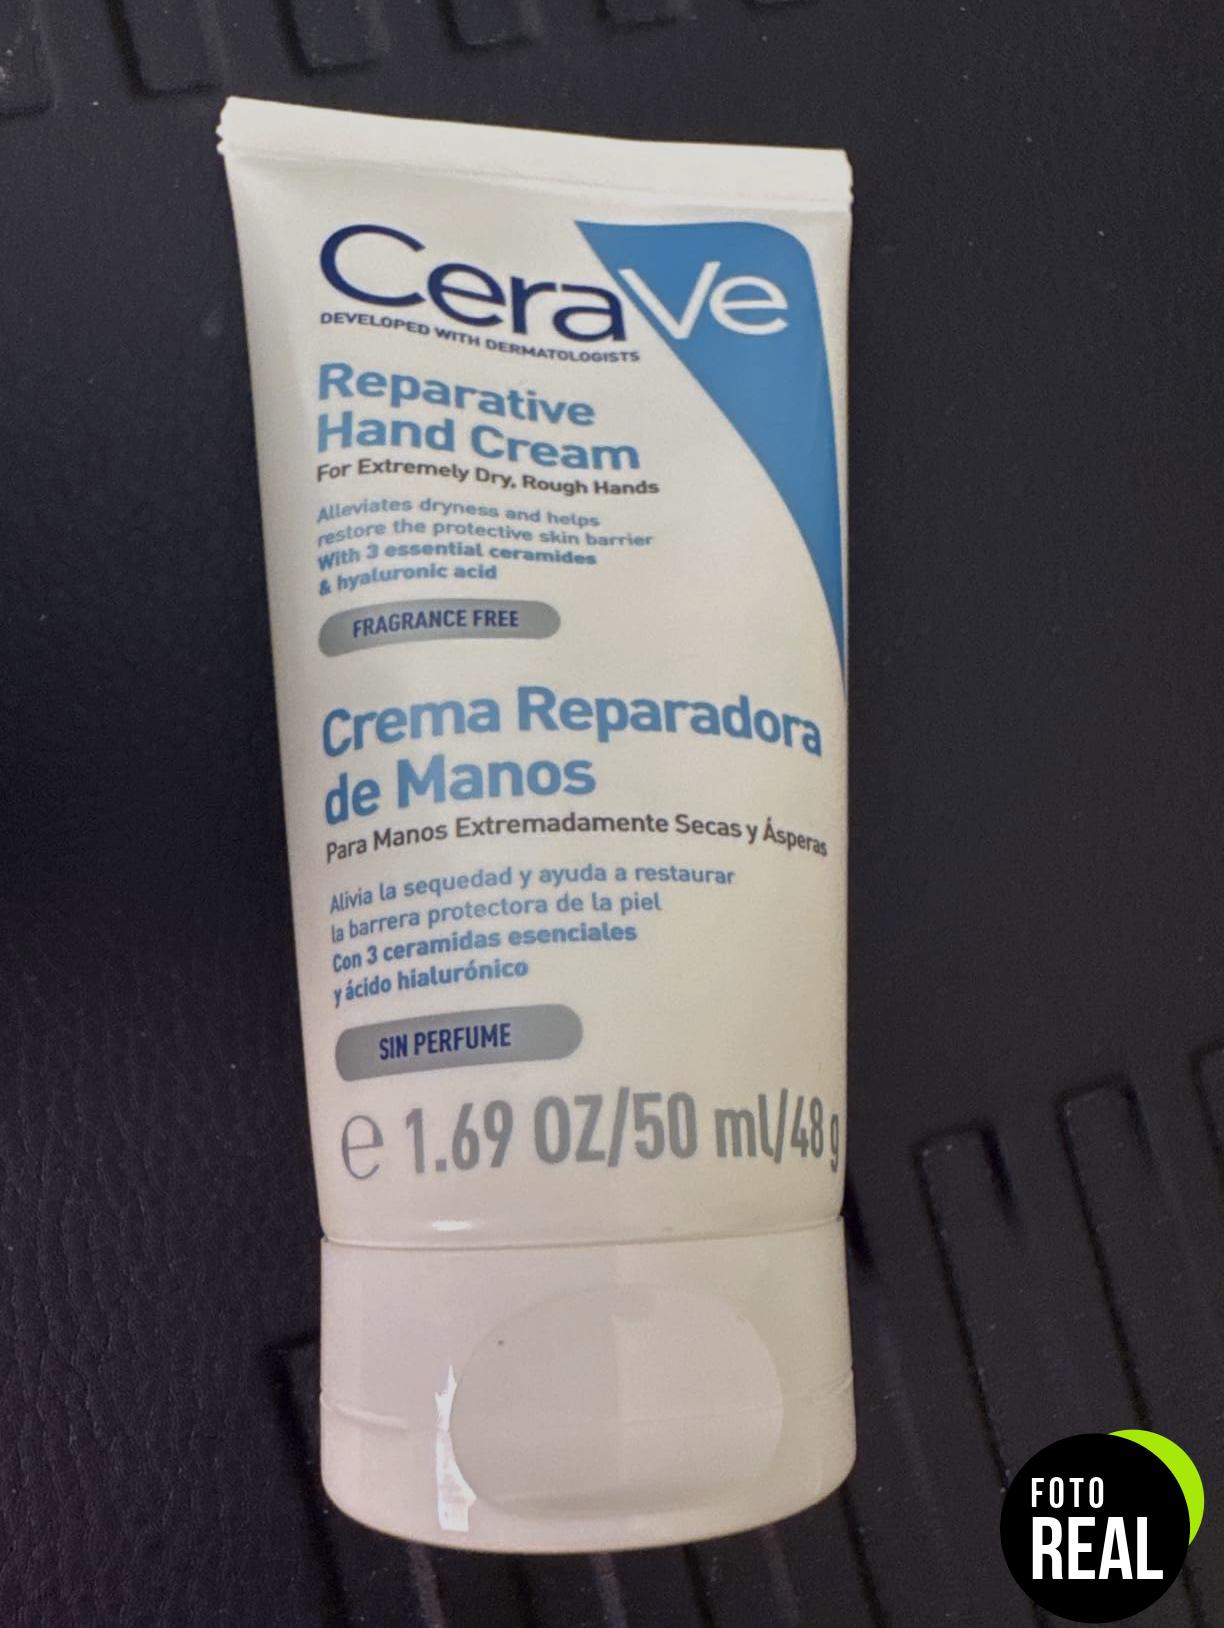 CeraVe
DEVELOPED WITH DERMATOLOGISTS
Reparative
Hand Cream
For Extremely Dry, Rough Hands
Alleviates dryness and helps
restore the protective skin barrier
With 3 essential ceramides
& hyaluronic acid
FRAGRANCE FREE
Crema Reparadora
de Manos
Para Manos Extremadamente Secas y Ásperas
Alivia la sequedad y ayuda a restaurar
la barrera protectora de la piel
Con 3 ceramidas esenciales
y ácido hialurónico
SIN PERFUME
e 1.69 OZ/50 ml/48 g
FOTO
REAL